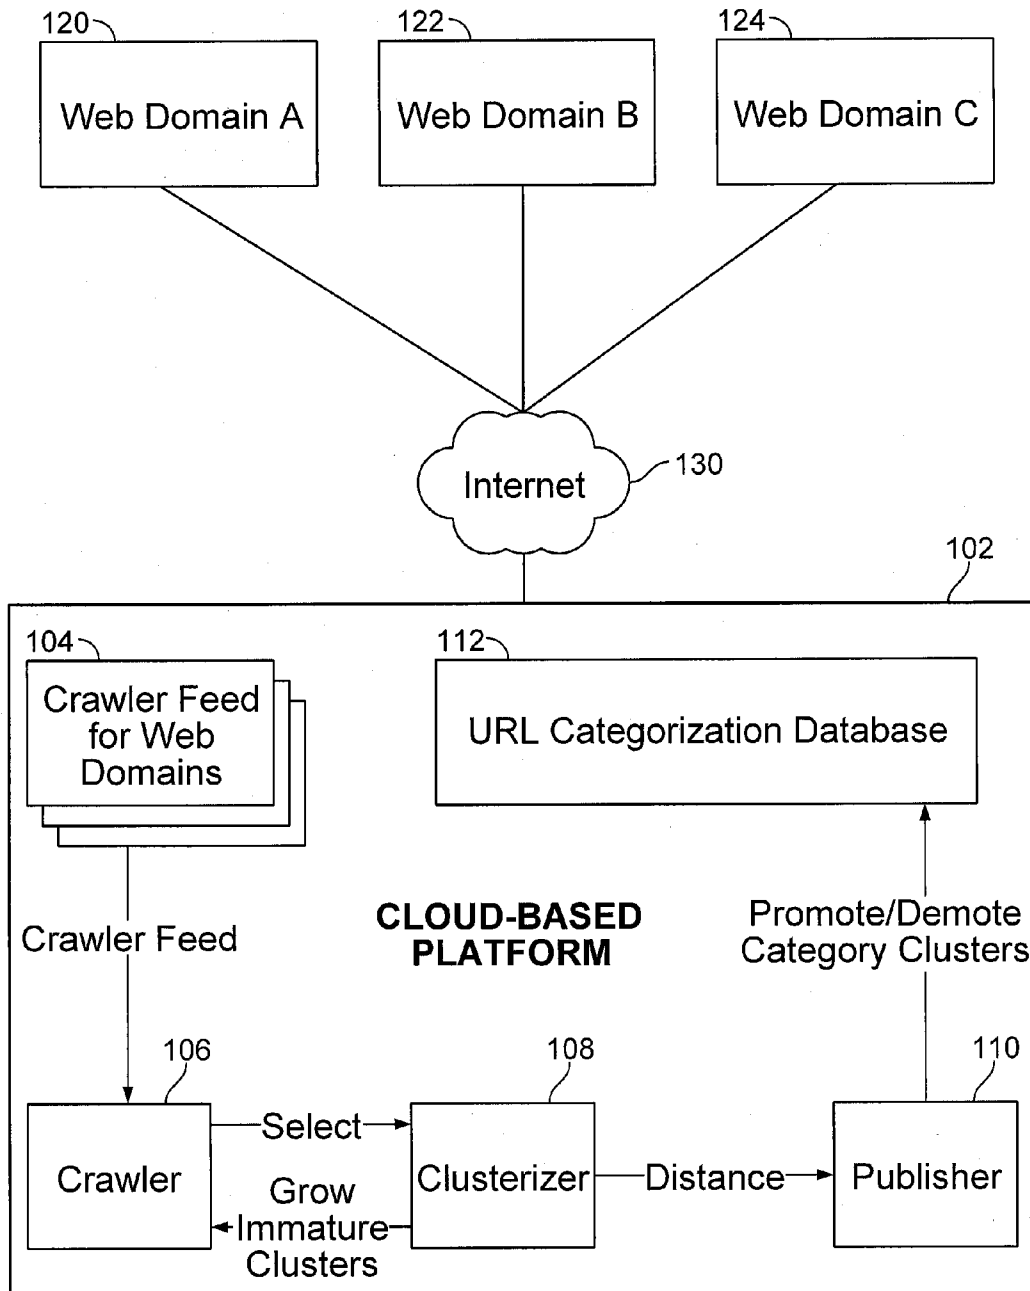 120
122
124
Web Domain A
Web Domain B
Web Domain C
Internet
130
102
104
112
Crawler Feed
for Web
Domains
URL Categorization Database
Crawler Feed
CLOUD-BASED
PLATFORM
Promote/Demote
Category Clusters
106
108
110
Crawler
Select
Grow
Immature
Clusters
Clusterizer
Distance
Publisher